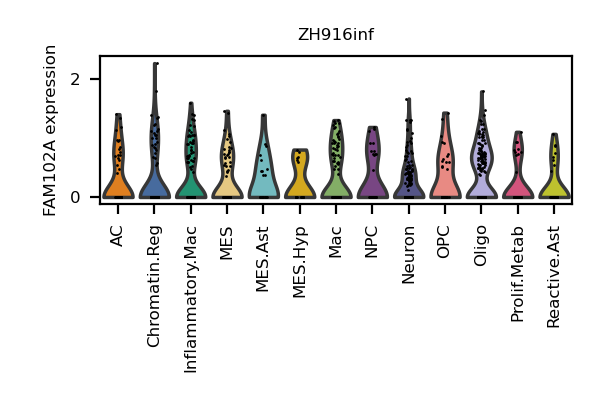 ZH916inf
FAM102A expression
2
0
AC
Chromatin.Reg
Inflammatory.Mac
MES
MES.Ast
MES.Hyp
Mac
NPC
Neuron
OPC
Oligo
Prolif.Metab
Reactive.Ast